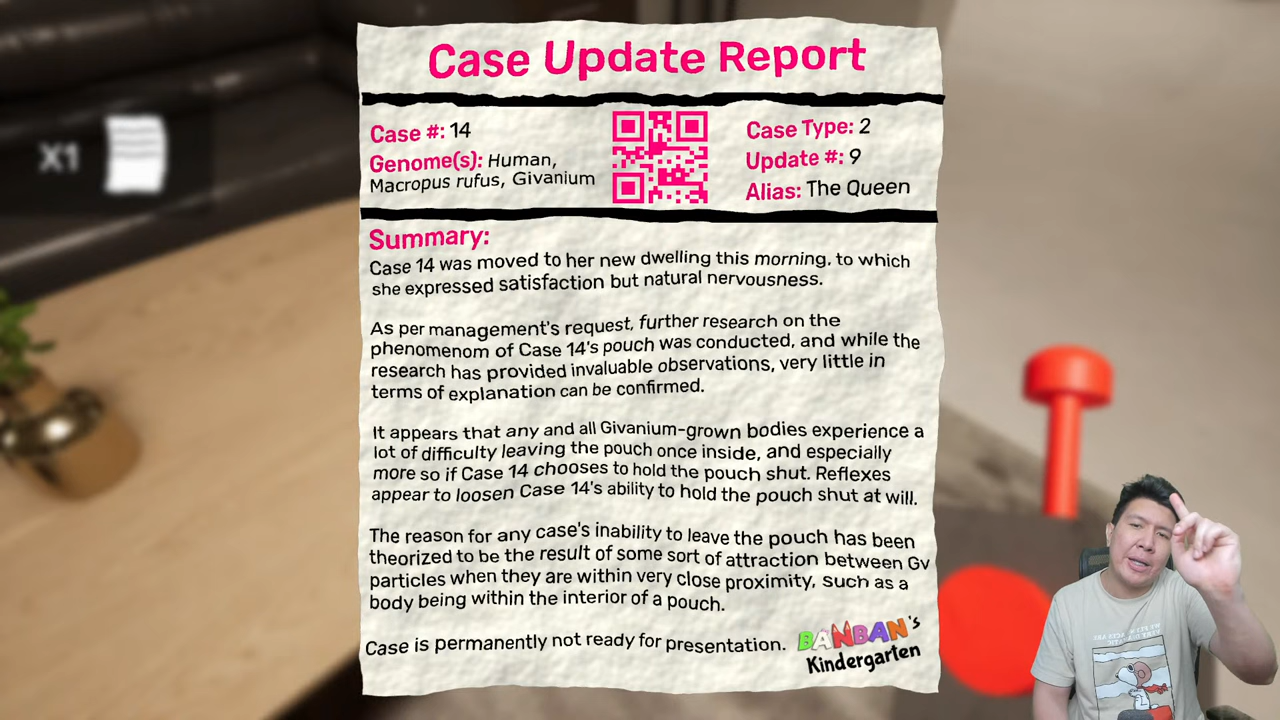 Case Update Report
X1
Case #: 14
Genome(s): Human,
Macropus rufus, Givanium
Case Type: 2
Update #: 9
Alias: The Queen
Summary:
Case 14 was moved to her new dwelling this morning, to which
she expressed satisfaction but natural nervousness.
As per management's request, further research on the
phenomenom of Case 14's pouch was conducted, and while the
research has provided invaluable observations, very little in
terms of explanation can be confirmed.
It appears that any and all Givanium-grown bodies experience a
lot of difficulty leaving the pouch once inside, and especially
more so if Case 14 chooses to hold the pouch shut. Reflexes
appear to loosen Case 14's ability to hold the pouch shut at will.
The reason for any case's inability to leave the pouch has been
theorized to be the result of some sort of attraction between Gv
particles when they are within very close proximity, such as a
body being within the interior of a pouch.
Case is permanently not ready for presentation.
BANBAN's
Kindergarten